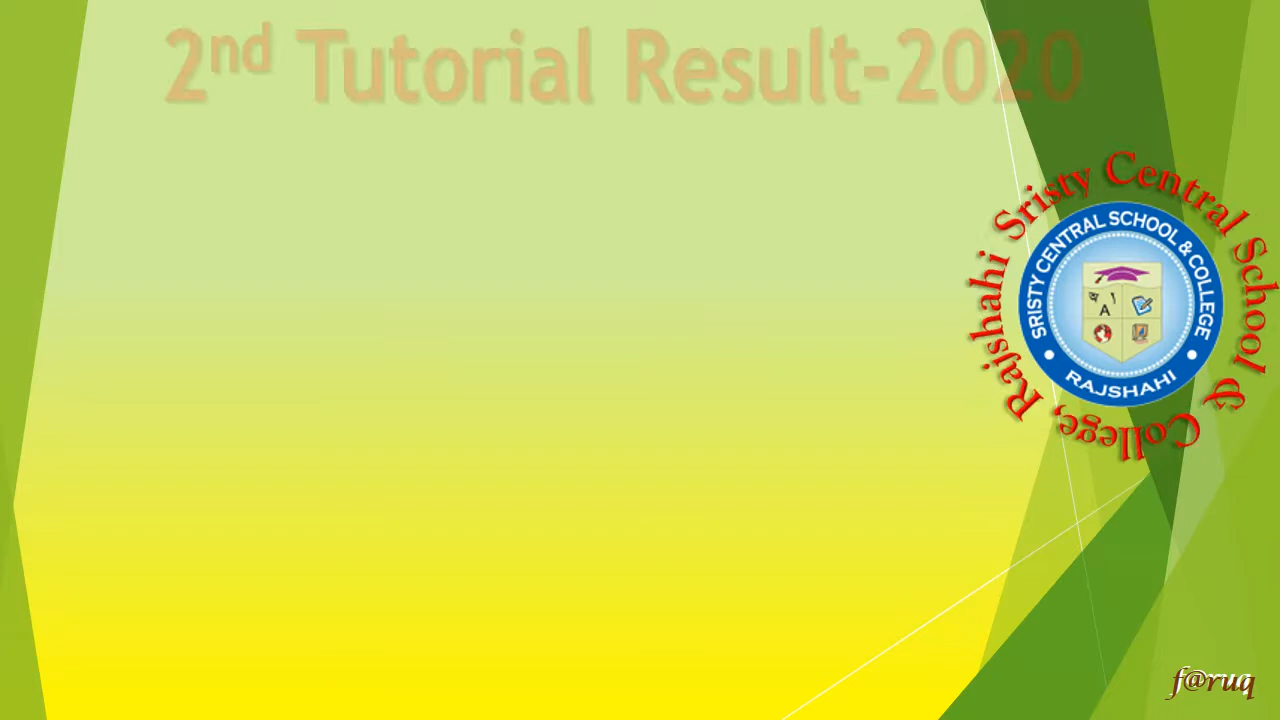 2nd Tutorial Result-2020
Rajshahi Sristy Central School & College,
SRISTY CENTRAL SCHOOL & COLLEGE
অ া
A
RAJSHAHI
f@ruq